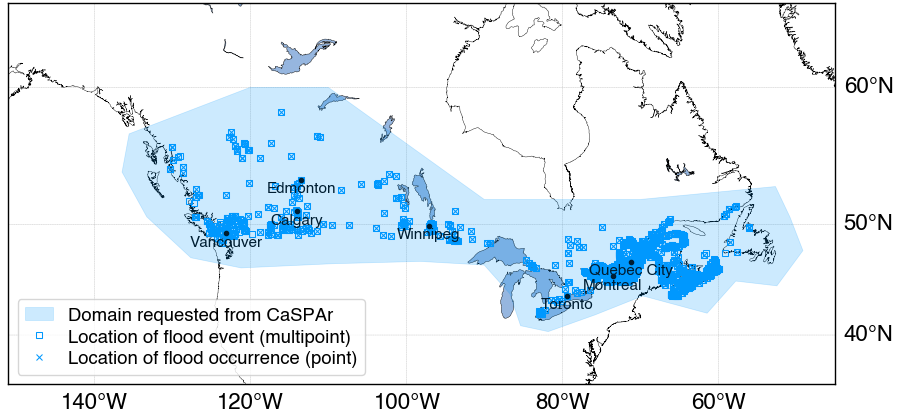 60°N
Edmonton
Calgary
50°N
Vancouver
Winnipeg
Quebec City
Montreal
Toronto
Domain requested from CaSPAr
Location of flood event (multipoint)
Location of flood occurrence (point)
40°N
140°W
120°W
100°W
80°W
60°W